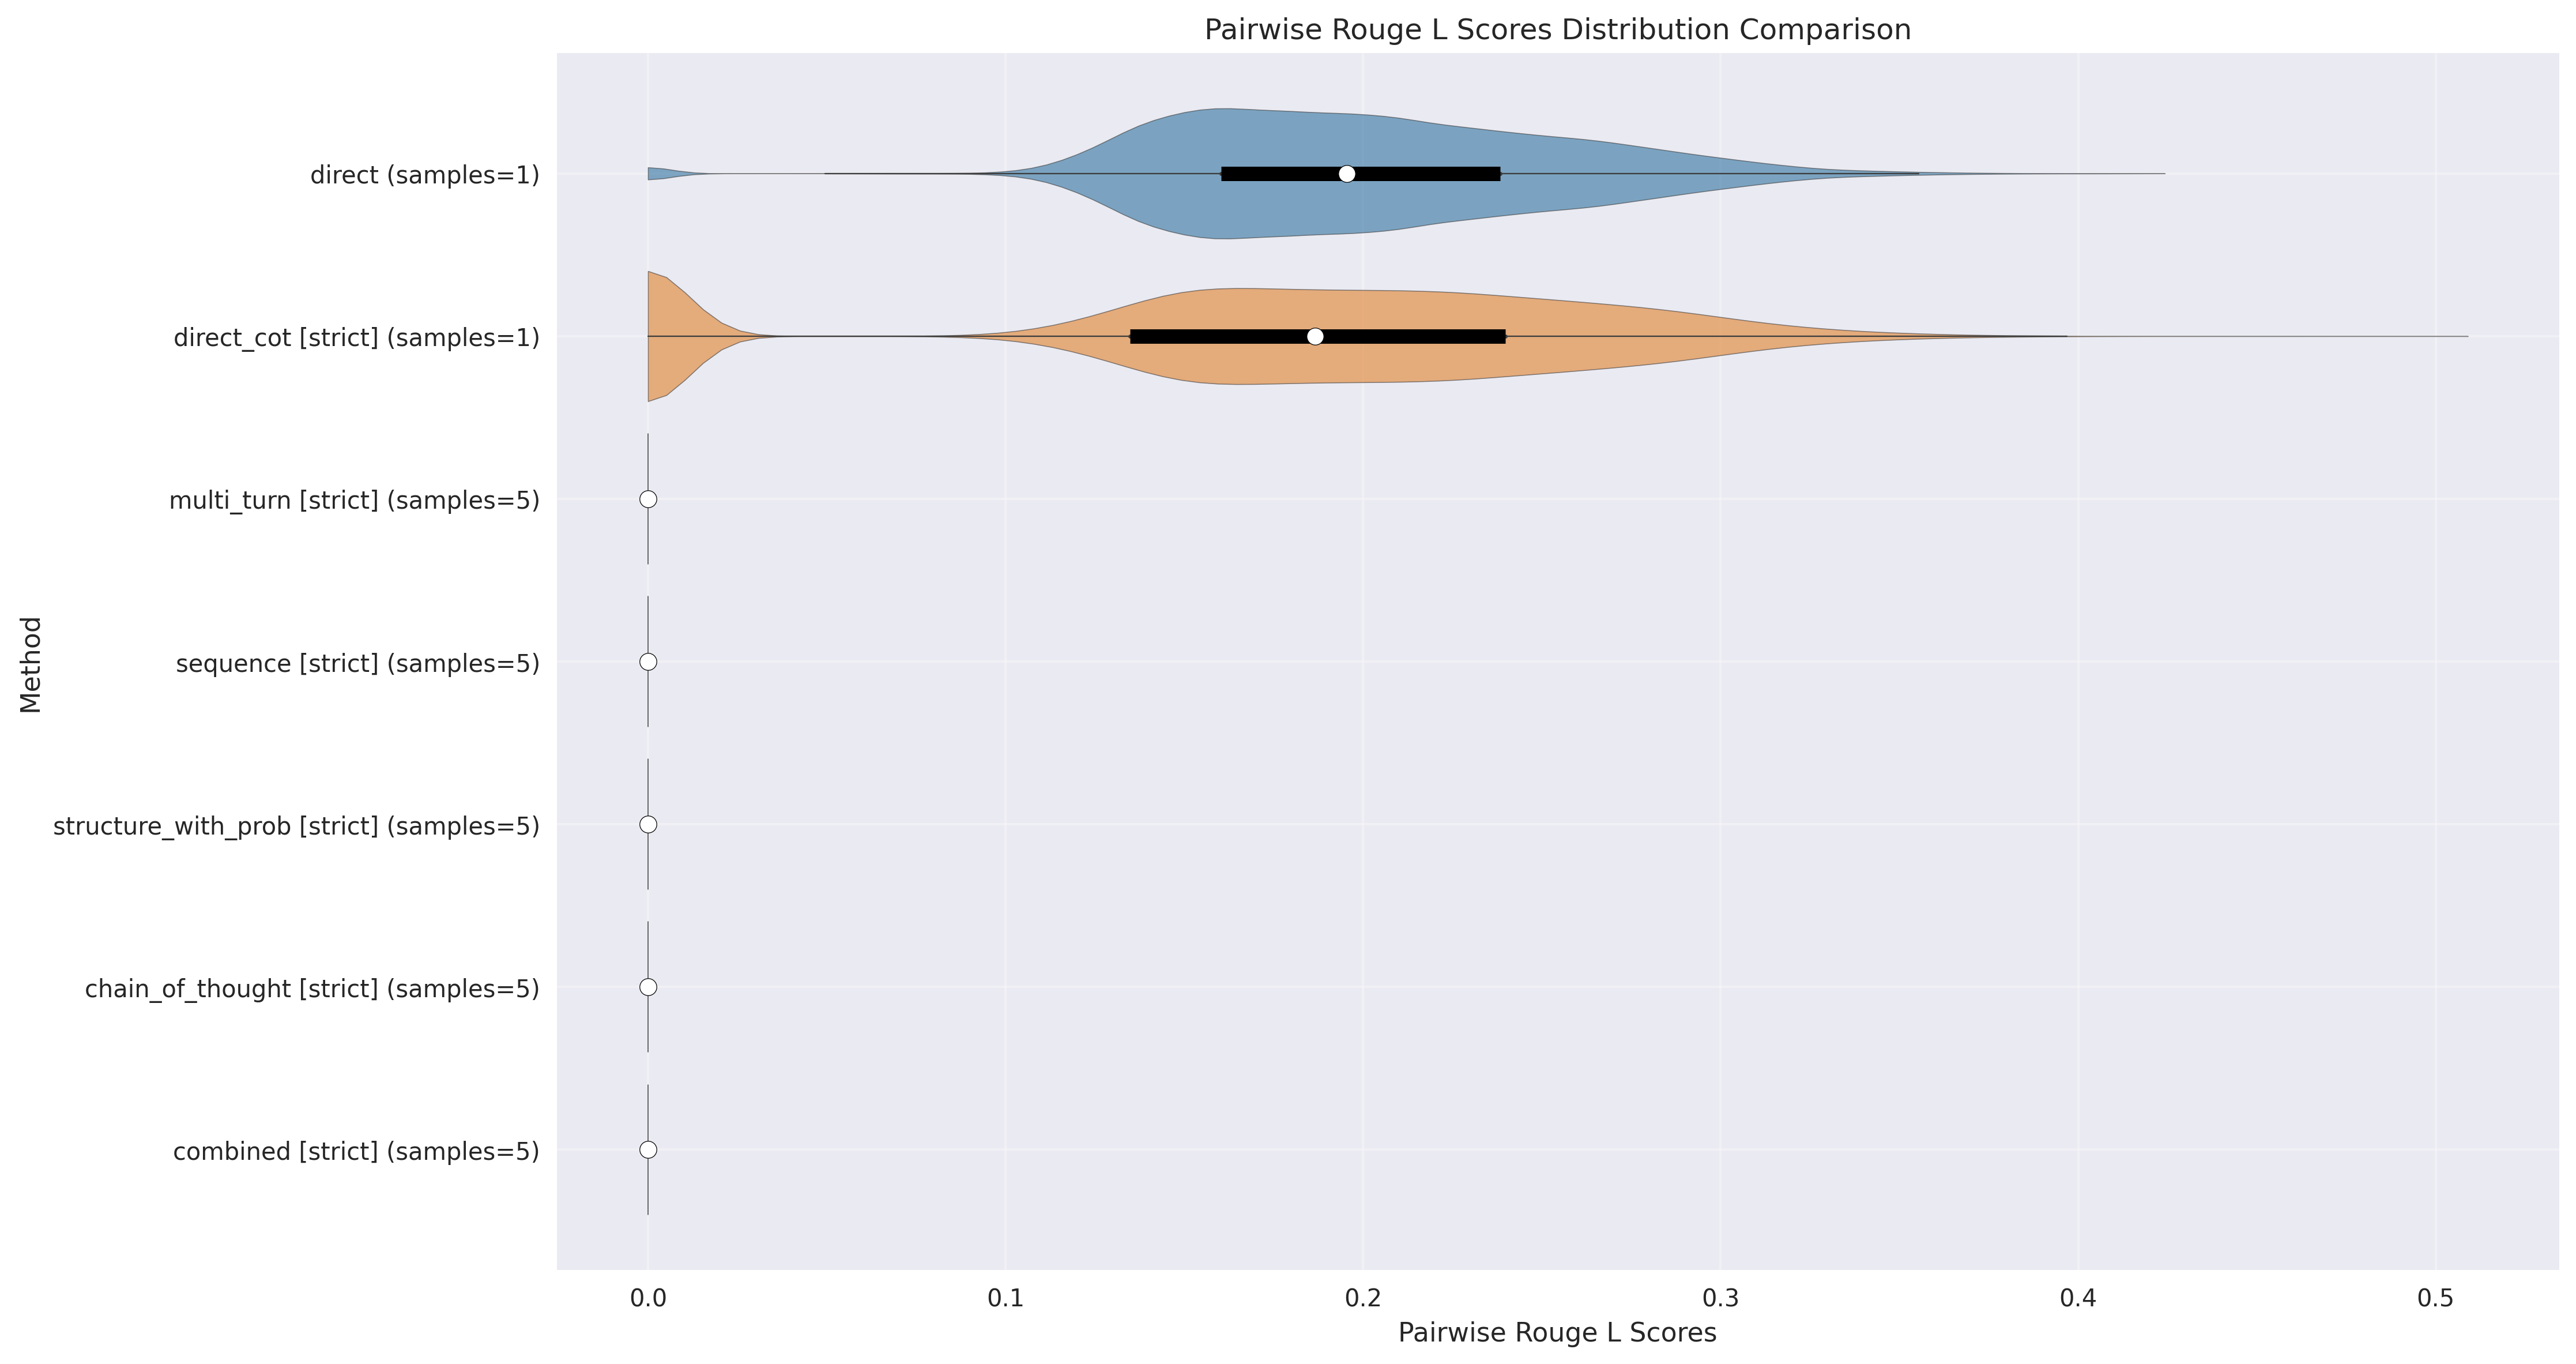 Pairwise Rouge L Scores Distribution Comparison
Method
direct (samples=1)
direct_cot [strict] (samples=1)
multi_turn [strict] (samples=5)
sequence [strict] (samples=5)
structure_with_prob [strict] (samples=5)
chain_of_thought [strict] (samples=5)
combined [strict] (samples=5)
0.0 0.1 0.2 0.3 0.4 0.5
Pairwise Rouge L Scores